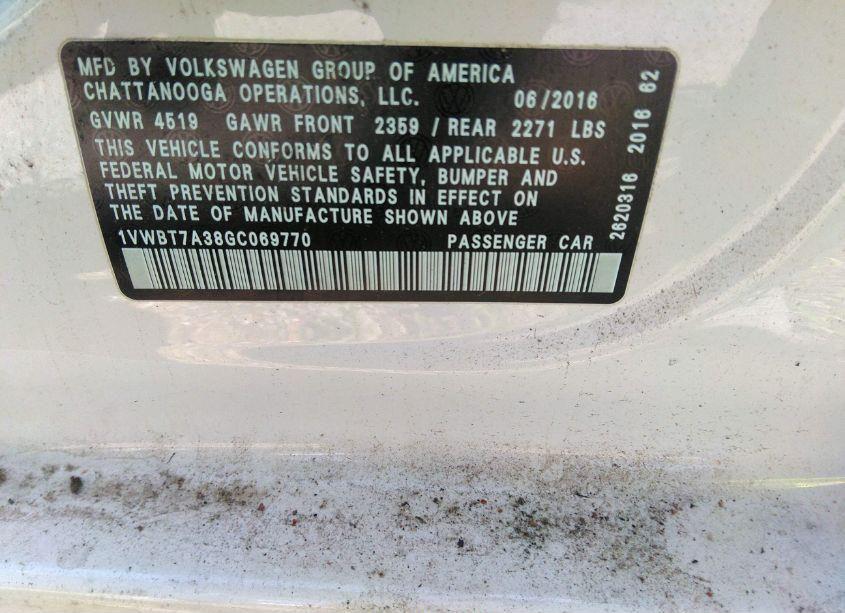 MFD BY VOLKSWAGEN GROUP OF AMERICA
CHATTANOOGA OPERATIONS, LLC. 06/2016
GVWR 4519 GAWR FRONT 2359 / REAR 2271 LBS
THIS VEHICLE CONFORMS TO ALL APPLICABLE U.S.
FEDERAL MOTOR VEHICLE SAFETY, BUMPER AND
THEFT PREVENTION STANDARDS IN EFFECT ON
THE DATE OF MANUFACTURE SHOWN ABOVE
1VWBT7A38GC069770 PASSENGER CAR
2620316 2016 62